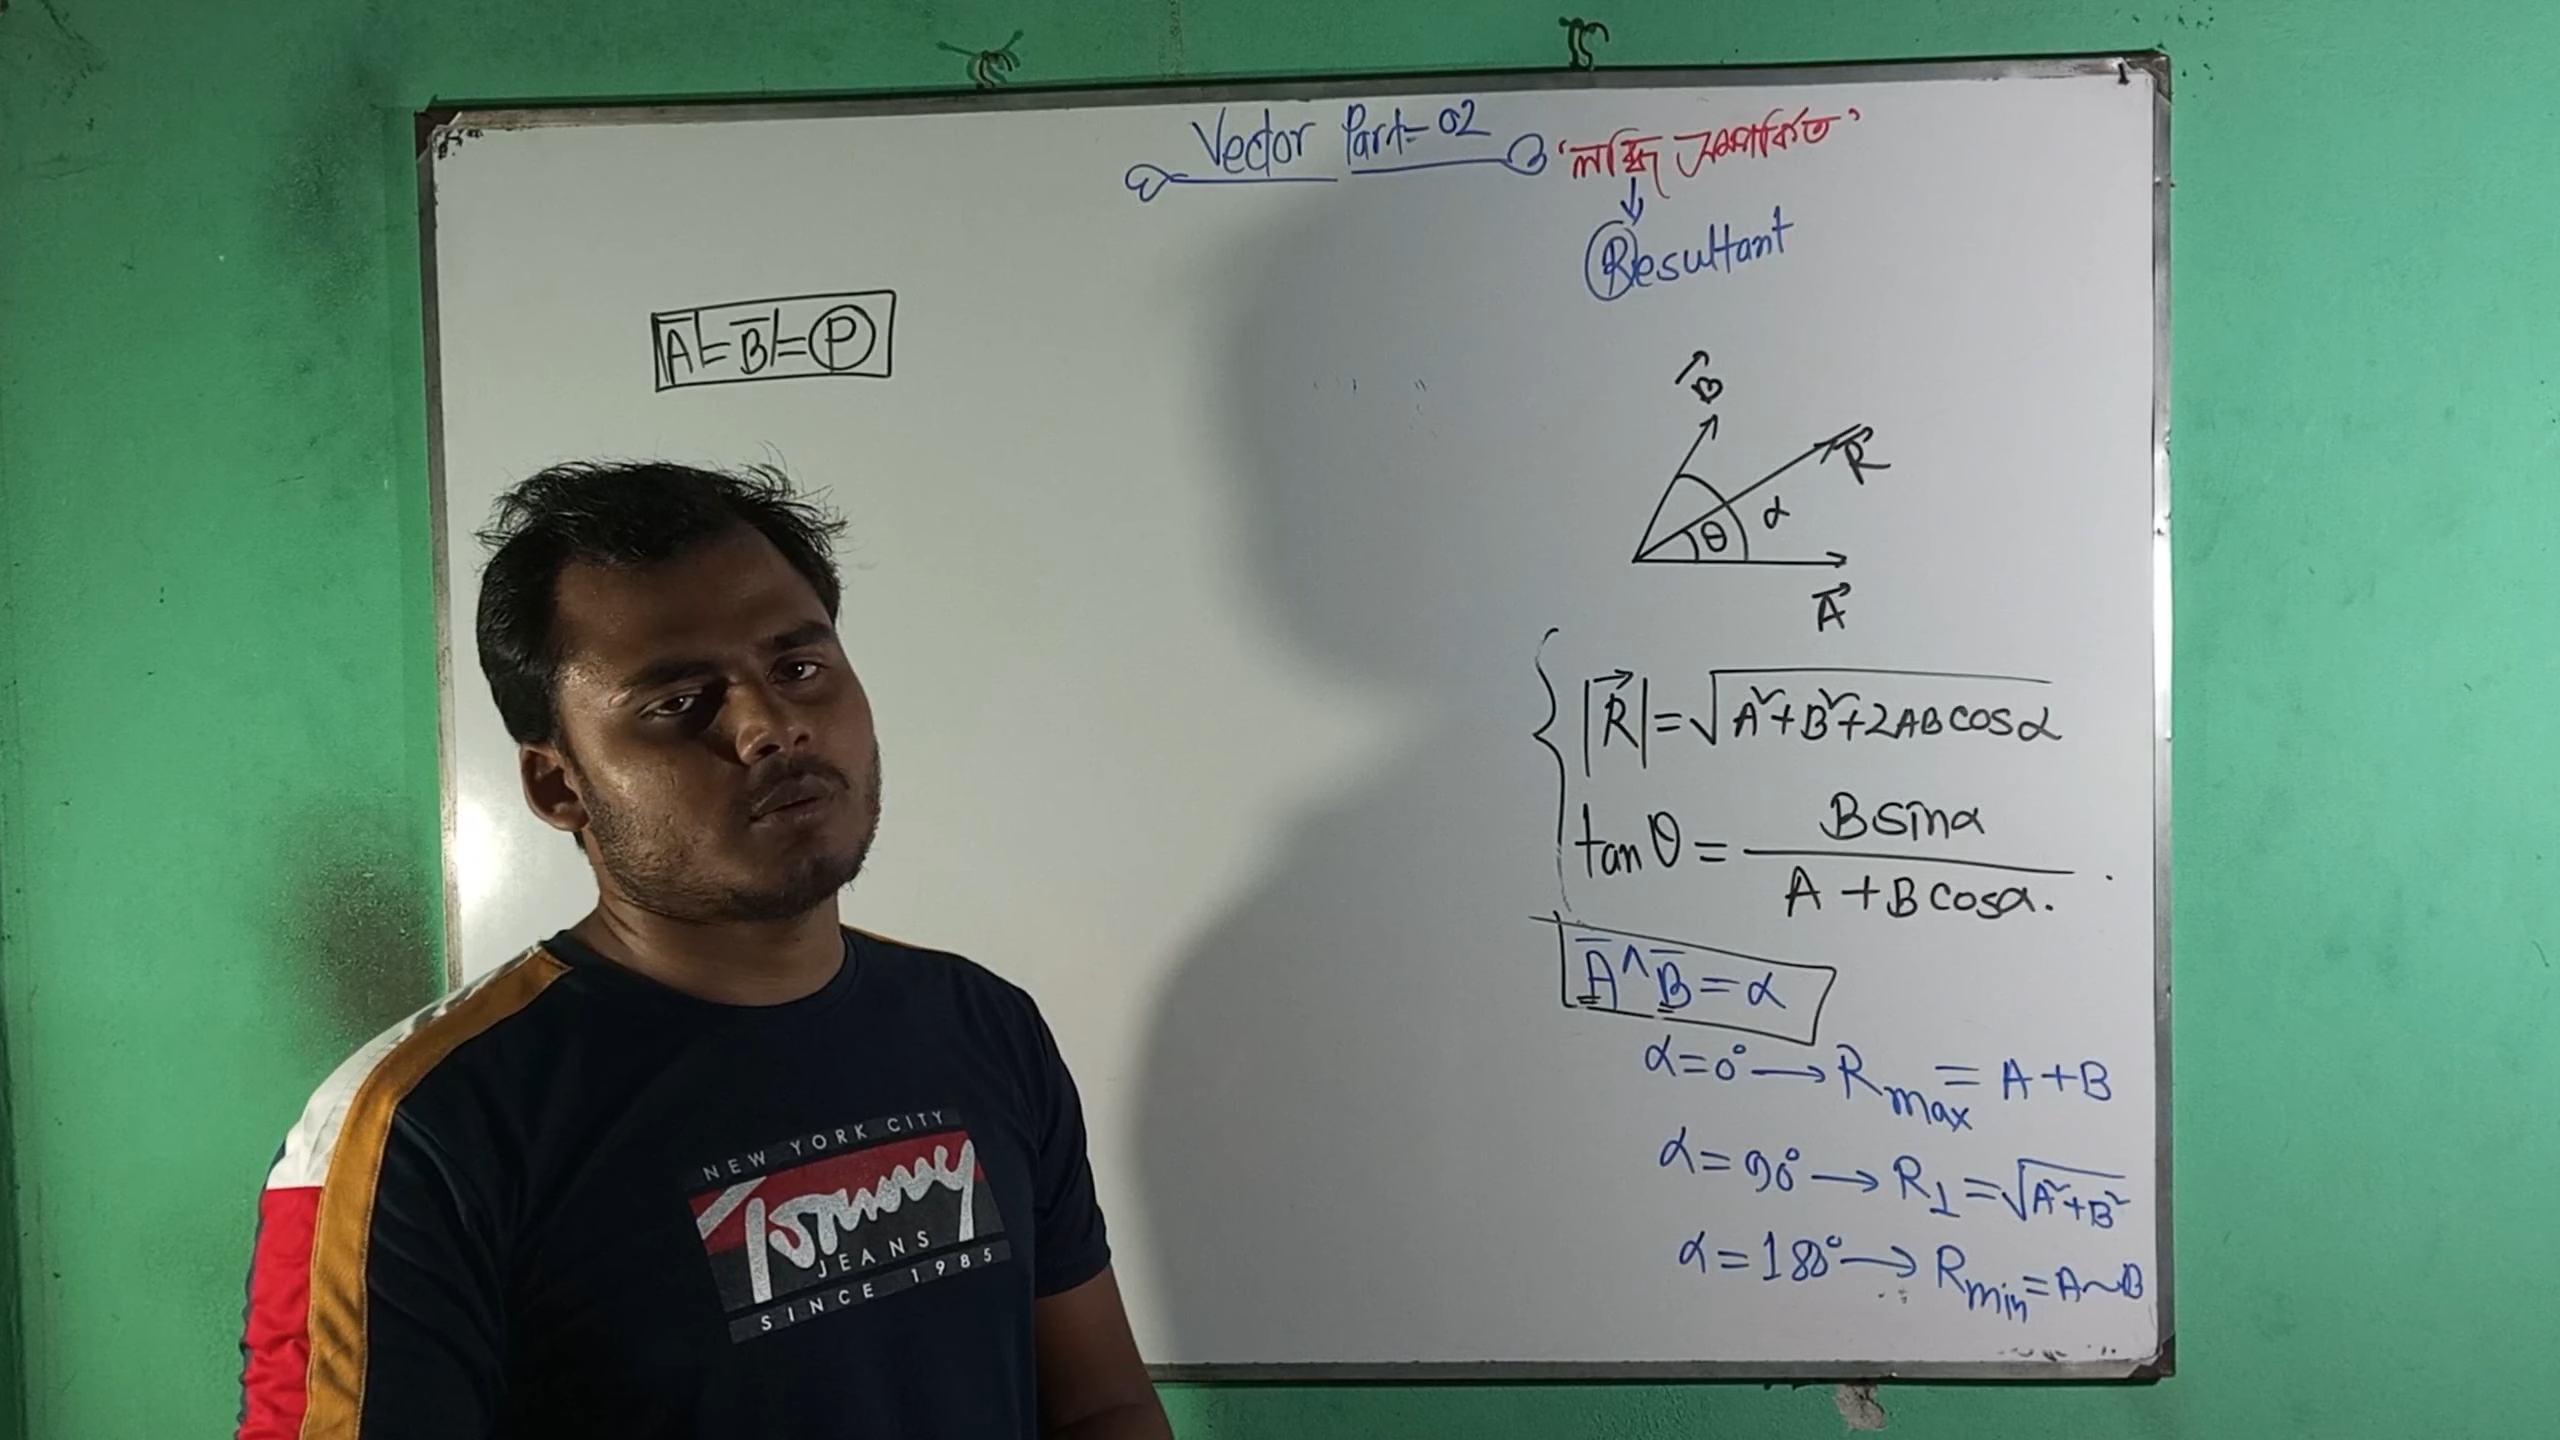 Vector Part-02 'লব্ধি সম্পর্কিত'
↓
Resultant
|A̅|=|B̅|=P
B⃗
R⃗
α
θ
A⃗
|R⃗|=√A²+B²+2ABcosα
tanθ = Bsinα / A+Bcosα.
A̅^B̅=α
α=0°→Rmax=A+B
α=90°→R⊥=√A²+B²
α=180°→Rmin=A~B
NEW YORK CITY
Tommy
JEANS
SINCE 1985